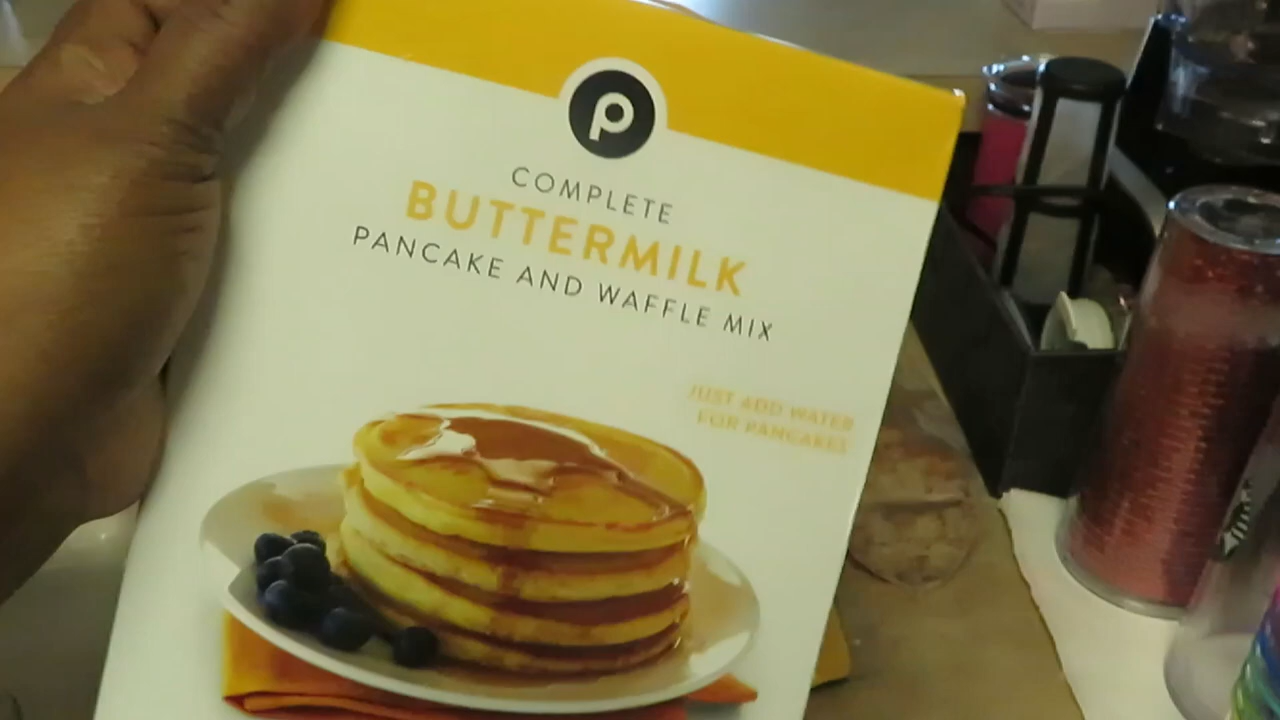 p
COMPLETE
BUTTERMILK
PANCAKE AND WAFFLE MIX
JUST ADD WATER
FOR PANCAKES